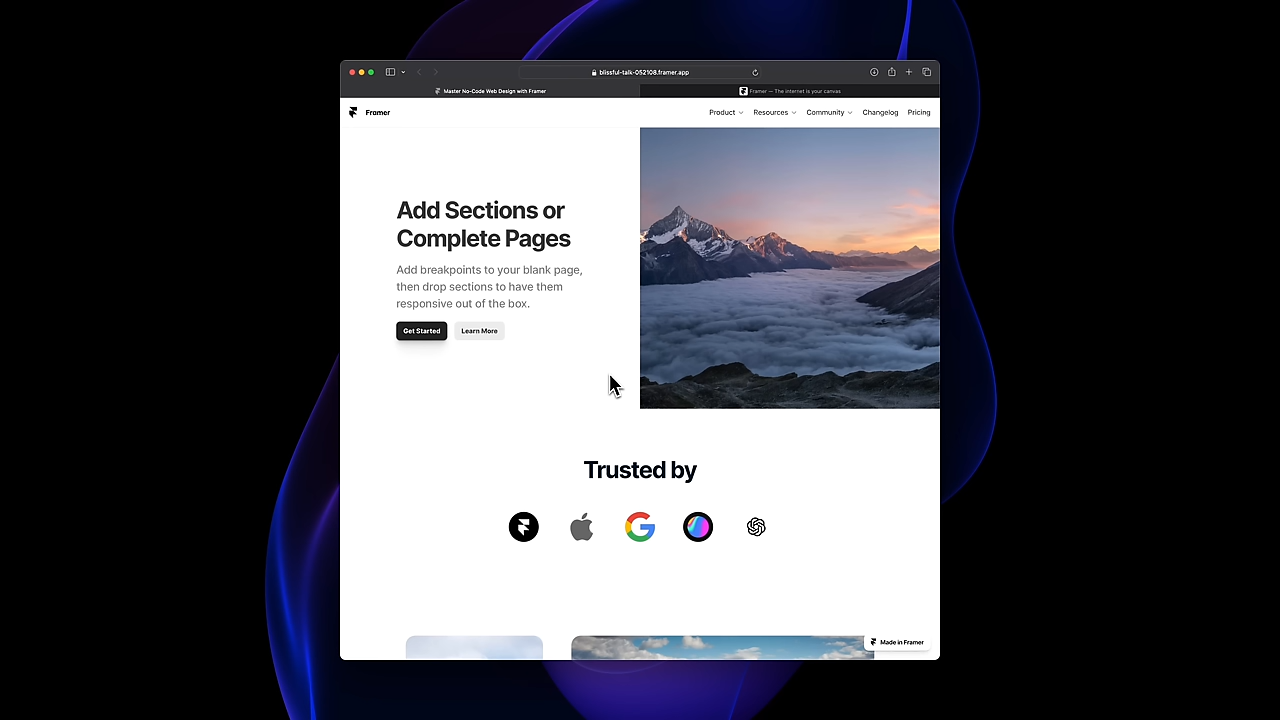 blissful-talk-052108.framer.app
Master No-Code Web Design with Framer
Framer — The internet is your canvas
Framer
Product
Resources
Community
Changelog
Pricing
Add Sections or
Complete Pages
Add breakpoints to your blank page,
then drop sections to have them
responsive out of the box.
Get Started
Learn More
Trusted by
Made in Framer